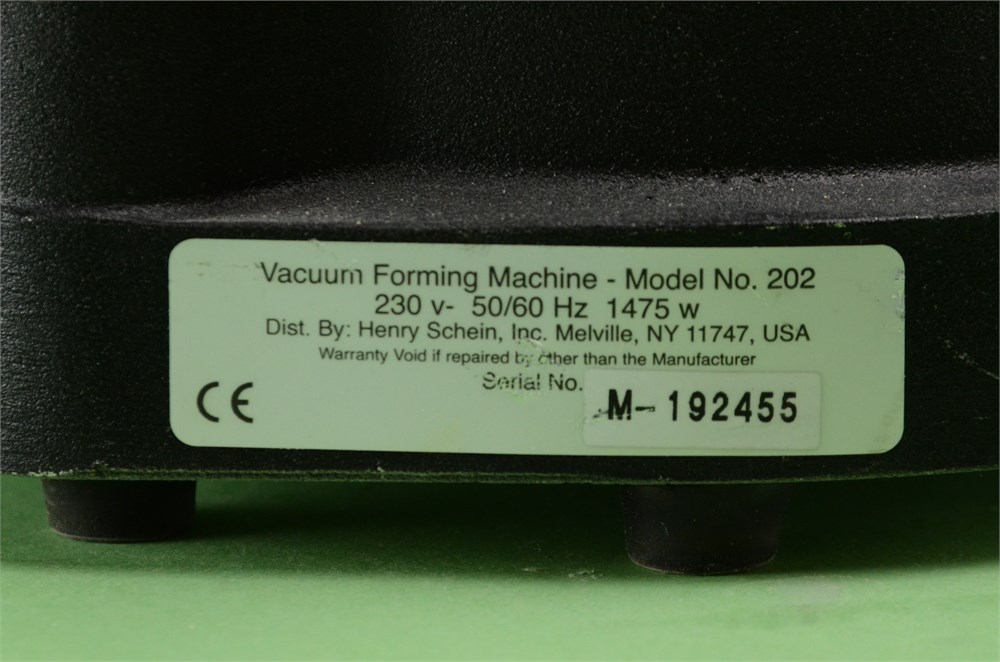 Vacuum Forming Machine - Model No. 202
230 v- 50/60 Hz 1475 w
Dist. By: Henry Schein, Inc. Melville, NY 11747, USA
Warranty Void if repaired by other than the Manufacturer
Serial No. M- 192455
CE